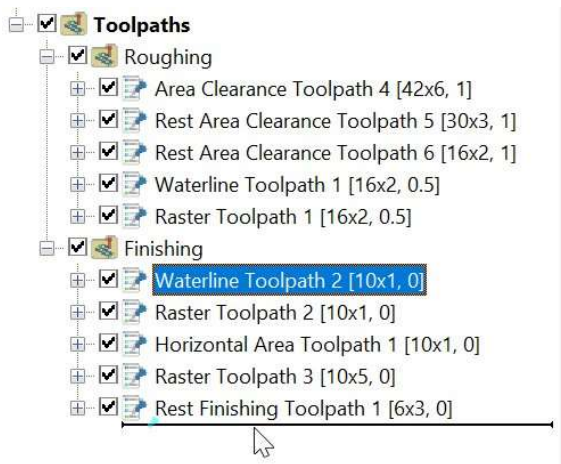 Toolpaths
Roughing
Area Clearance Toolpath 4 [42x6, 1]
Rest Area Clearance Toolpath 5 [30x3, 1]
Rest Area Clearance Toolpath 6 [16x2, 1]
Waterline Toolpath 1 [16x2, 0.5]
Raster Toolpath 1 [16x2, 0.5]
Finishing
Waterline Toolpath 2 [10x1, 0]
Raster Toolpath 2 [10x1, 0]
Horizontal Area Toolpath 1 [10x1, 0]
Raster Toolpath 3 [10x5, 0]
Rest Finishing Toolpath 1 [6x3, 0]